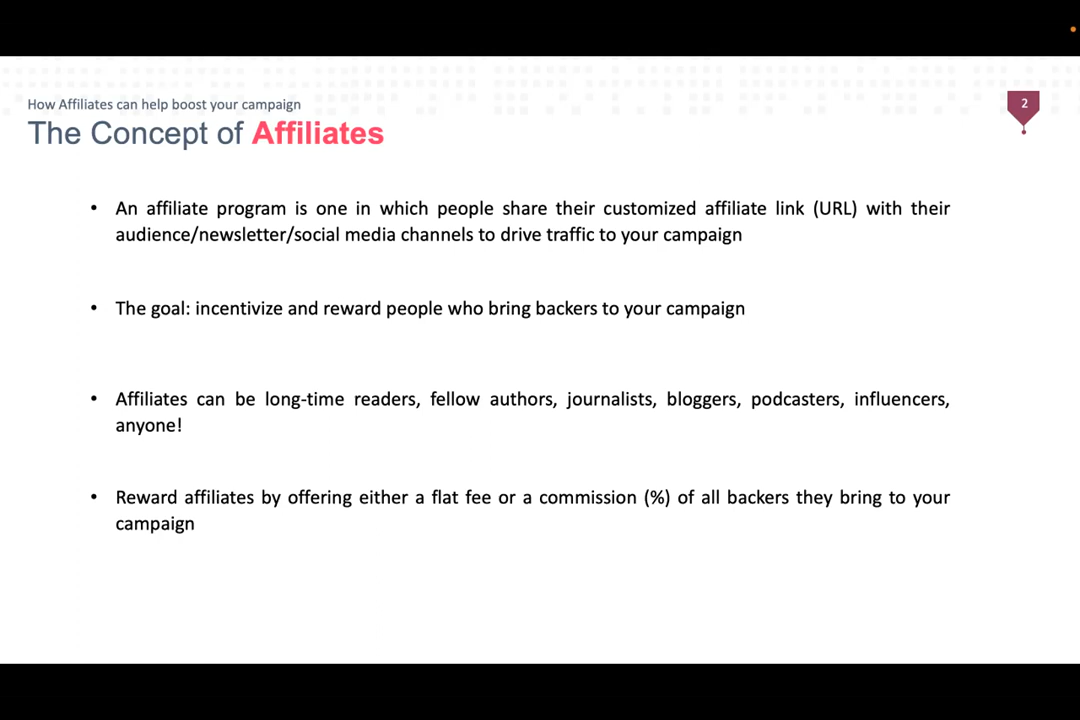 How Affiliates can help boost your campaign
The Concept of Affiliates
2
• An affiliate program is one in which people share their customized affiliate link (URL) with their
audience/newsletter/social media channels to drive traffic to your campaign
• The goal: incentivize and reward people who bring backers to your campaign
• Affiliates can be long-time readers, fellow authors, journalists, bloggers, podcasters, influencers,
anyone!
• Reward affiliates by offering either a flat fee or a commission (%) of all backers they bring to your
campaign